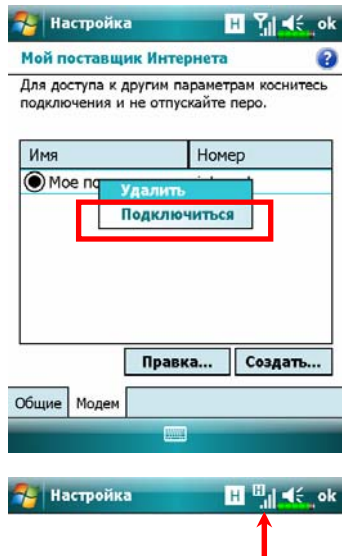 Настройка H ok
Мой поставщик Интернета ?
Для доступа к другим параметрам коснитесь
подключения и не отпускайте перо.
Имя Номер
Мое
Удалить
Подключиться
Правка... Создать...
Общие Модем
Настройка H H ok